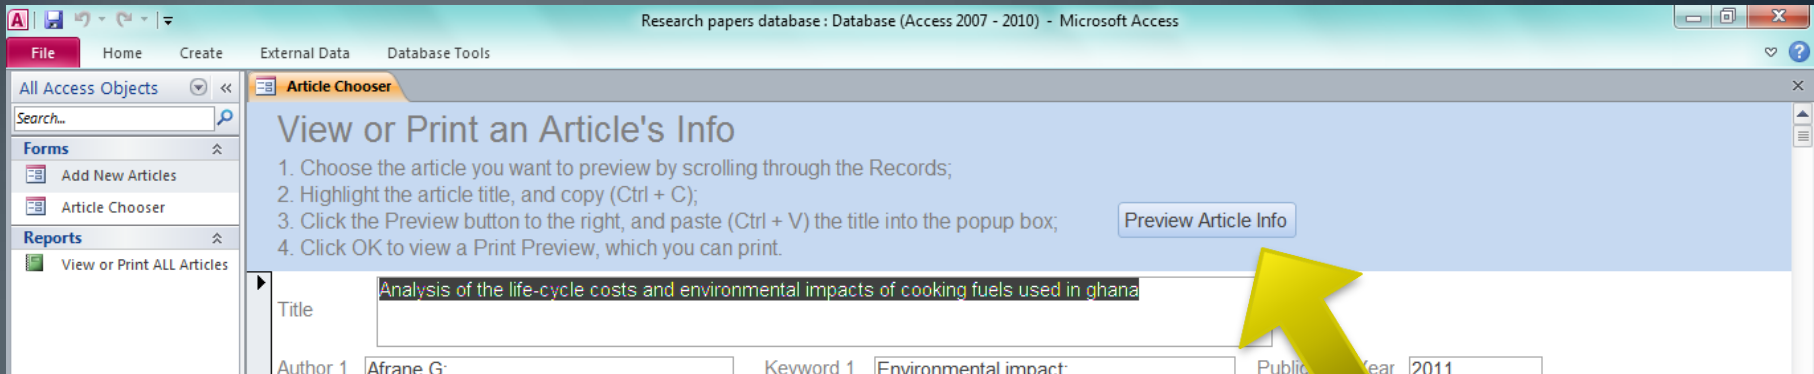 Research papers database : Database (Access 2007 - 2010) - Microsoft Access
File Home Create External Data Database Tools
All Access Objects «
Article Chooser
Search...
Forms
Add New Articles
Article Chooser
Reports
View or Print ALL Articles
View or Print an Article's Info
1. Choose the article you want to preview by scrolling through the Records;
2. Highlight the article title, and copy (Ctrl + C);
3. Click the Preview button to the right, and paste (Ctrl + V) the title into the popup box;
4. Click OK to view a Print Preview, which you can print.
Preview Article Info
Title Analysis of the life-cycle costs and environmental impacts of cooking fuels used in ghana
Author 1 Afrane G; Keyword 1 Environmental impact; Year 2011